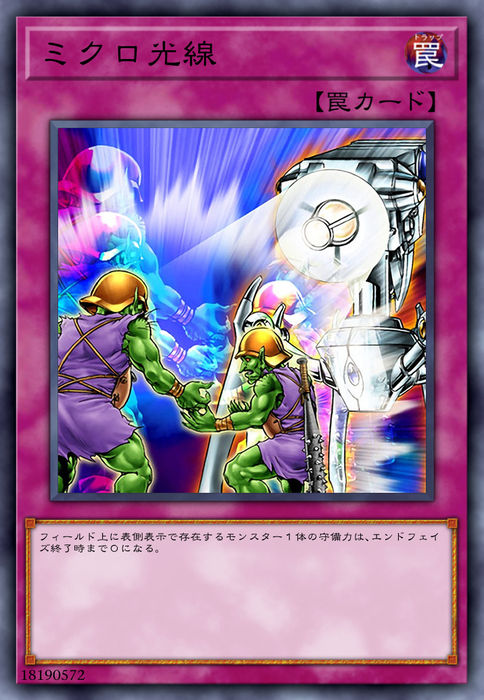 ミクロ光線
トラップ
罠
【罠カード】
フィールド上に表側表示で存在するモンスター１体の守備力は、エンドフェイ
ズ終了時まで０になる。
18190572